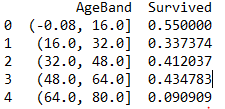 AgeBand Survived
0 (-0.08, 16.0] 0.550000
1 (16.0, 32.0] 0.337374
2 (32.0, 48.0] 0.412037
3 (48.0, 64.0] 0.434783
4 (64.0, 80.0] 0.090909